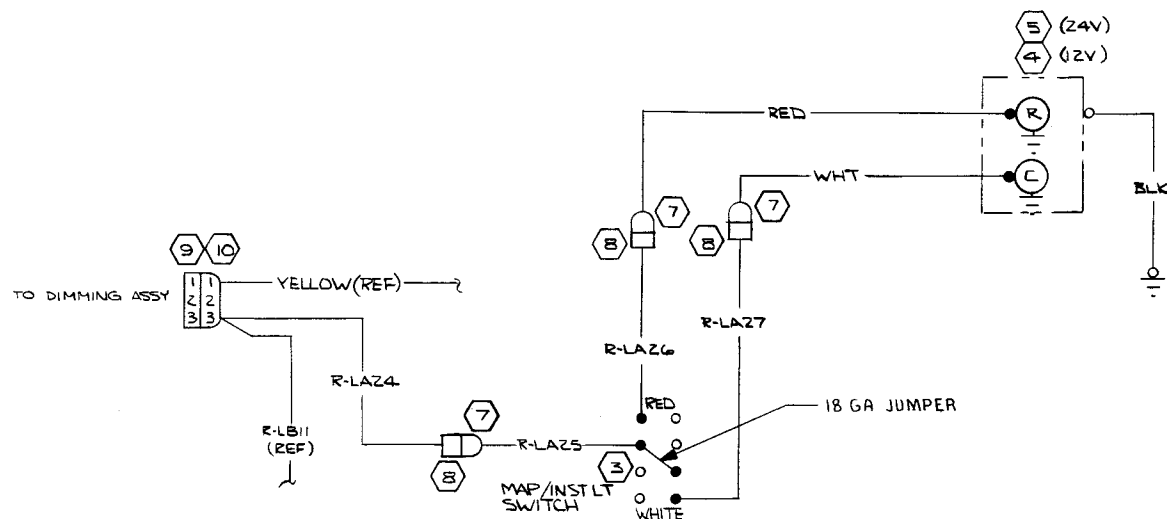 5 (24V)
4 (12V)
RED
R
C
WHT
BLK
7
8
7
8
9 10
TO DIMMING ASSY
1 1
2 2
3 3
YELLOW (REF)
R-LA27
R-LA26
R-LA24
R-LB11
(REF)
7
8
R-LA25
RED
18 GA JUMPER
3
MAP/INST LT
SWITCH
WHITE